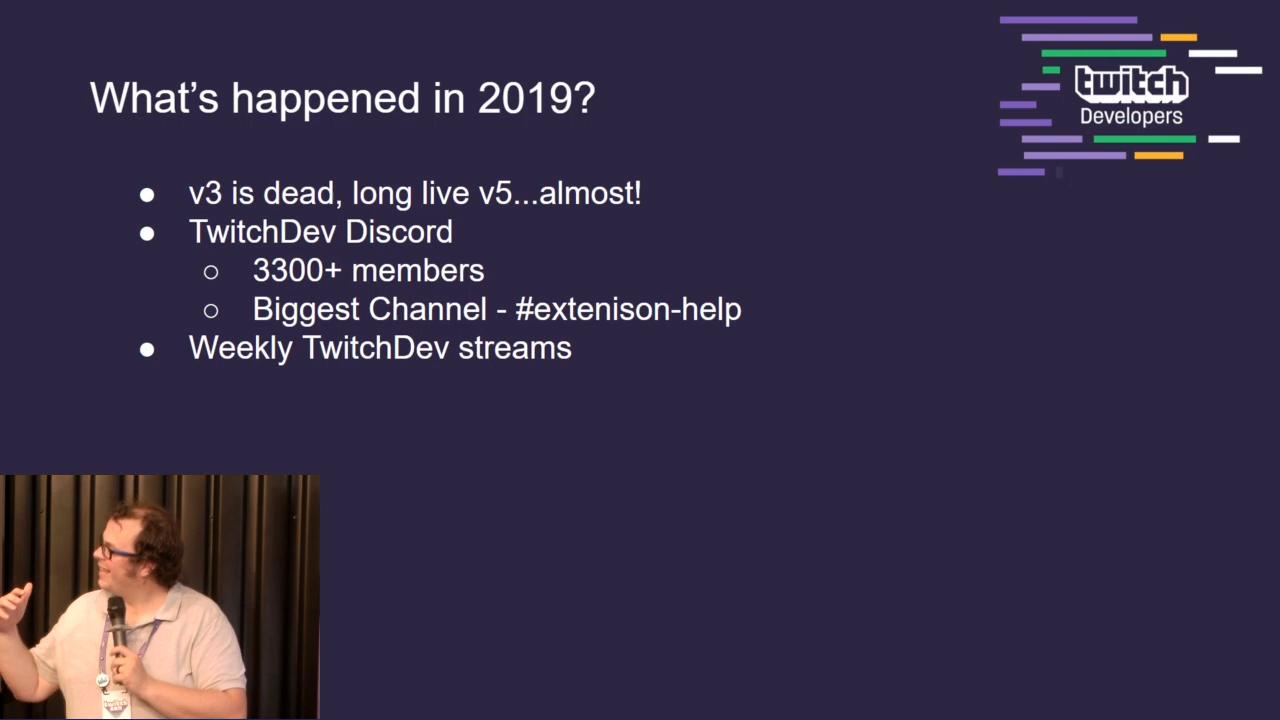 What's happened in 2019?
twitch
Developers
● v3 is dead, long live v5...almost!
● TwitchDev Discord
○ 3300+ members
○ Biggest Channel - #extenison-help
● Weekly TwitchDev streams
twitch